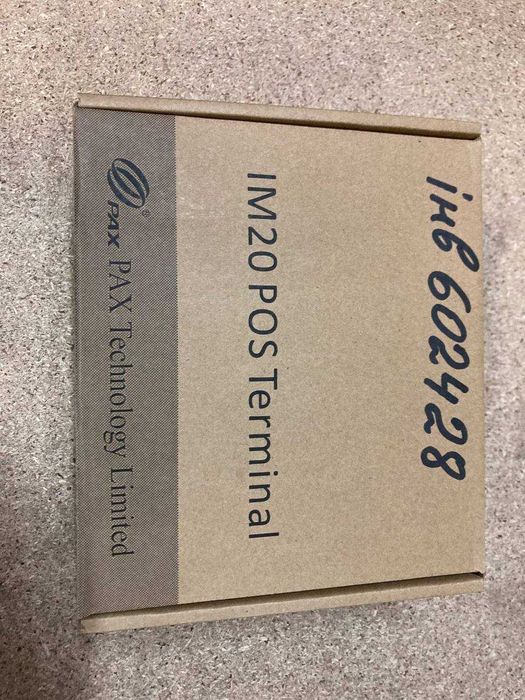 інв 602428
IM20 POS Terminal
PAX® PAX Technology Limited